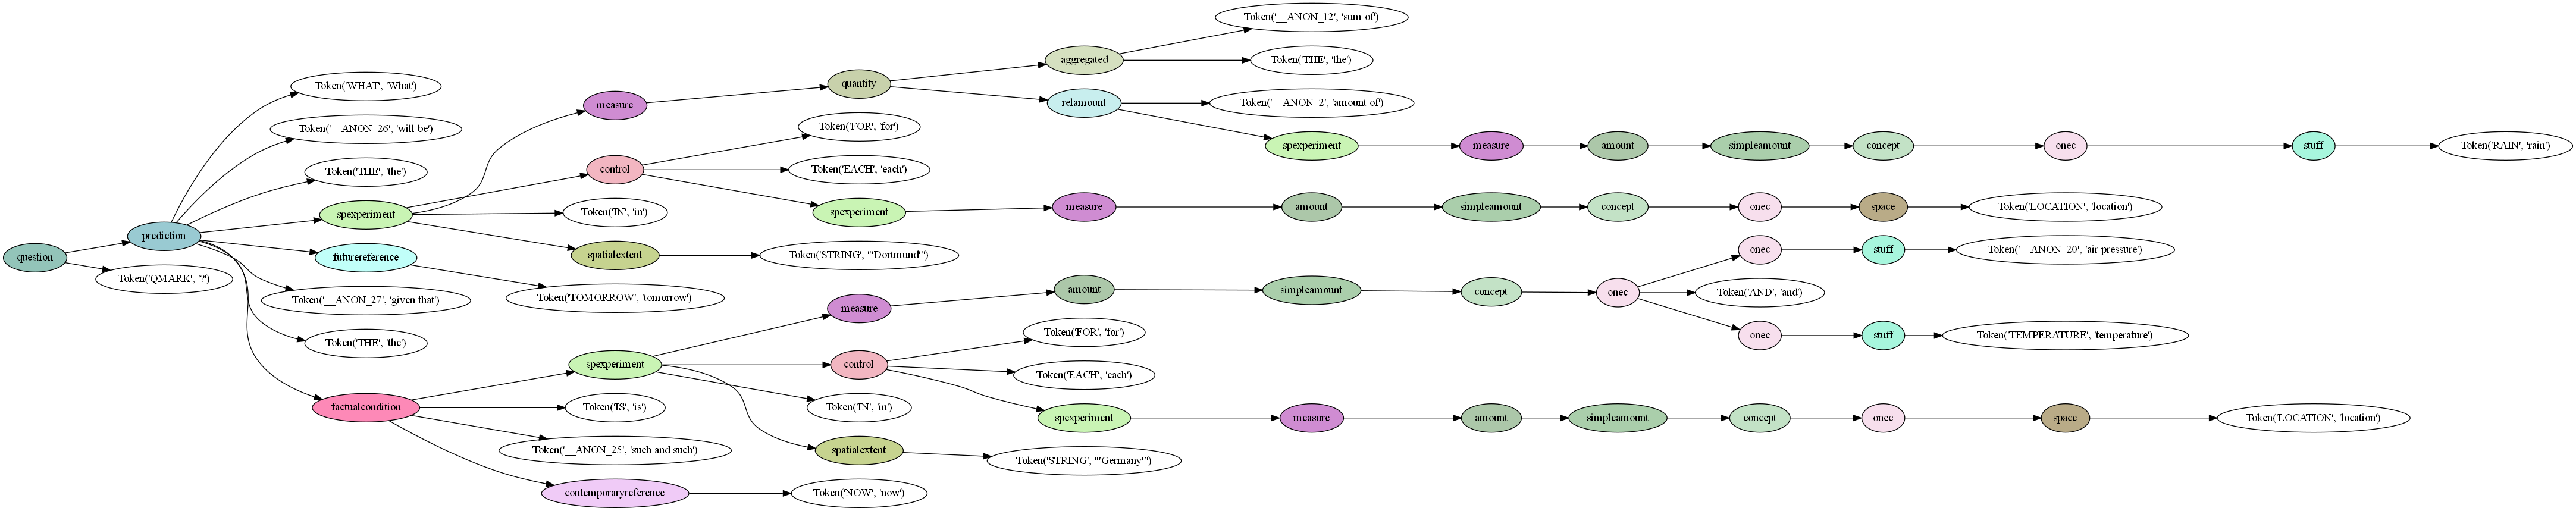 question
prediction
Token('WHAT', 'What')
Token('__ANON_26', 'will be')
Token('THE', 'the')
spexperiment
measure
quantity
aggregated
Token('__ANON_12', 'sum of')
Token('THE', 'the')
relamount
Token('__ANON_2', 'amount of')
spexperiment
measure
amount
simpleamount
concept
onec
stuff
Token('RAIN', 'rain')
control
Token('FOR', 'for')
Token('EACH', 'each')
spexperiment
measure
amount
simpleamount
concept
onec
space
Token('LOCATION', 'location')
Token('IN', 'in')
spatialextent
Token('STRING', "'Dortmund'")
futurereference
Token('TOMORROW', 'tomorrow')
Token('__ANON_27', 'given that')
Token('THE', 'the')
factualcondition
spexperiment
measure
amount
simpleamount
concept
onec
onec
stuff
Token('__ANON_20', 'air pressure')
Token('AND', 'and')
onec
stuff
Token('TEMPERATURE', 'temperature')
control
Token('FOR', 'for')
Token('EACH', 'each')
spexperiment
measure
amount
simpleamount
concept
onec
space
Token('LOCATION', 'location')
Token('IN', 'in')
spatialextent
Token('STRING', "'Germany'")
Token('IS', 'is')
Token('__ANON_25', 'such and such')
contemporaryreference
Token('NOW', 'now')
Token('QMARK', '?')